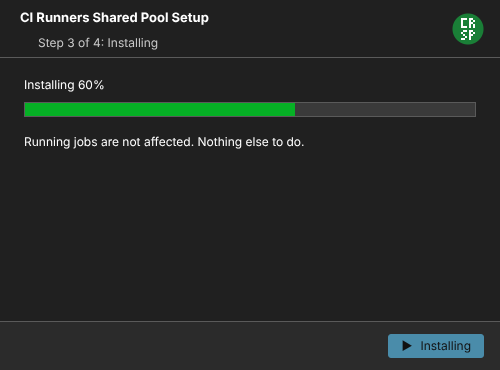 CI Runners Shared Pool Setup
Step 3 of 4: Installing
CR
SP
Installing 60%
Running jobs are not affected. Nothing else to do.
Installing